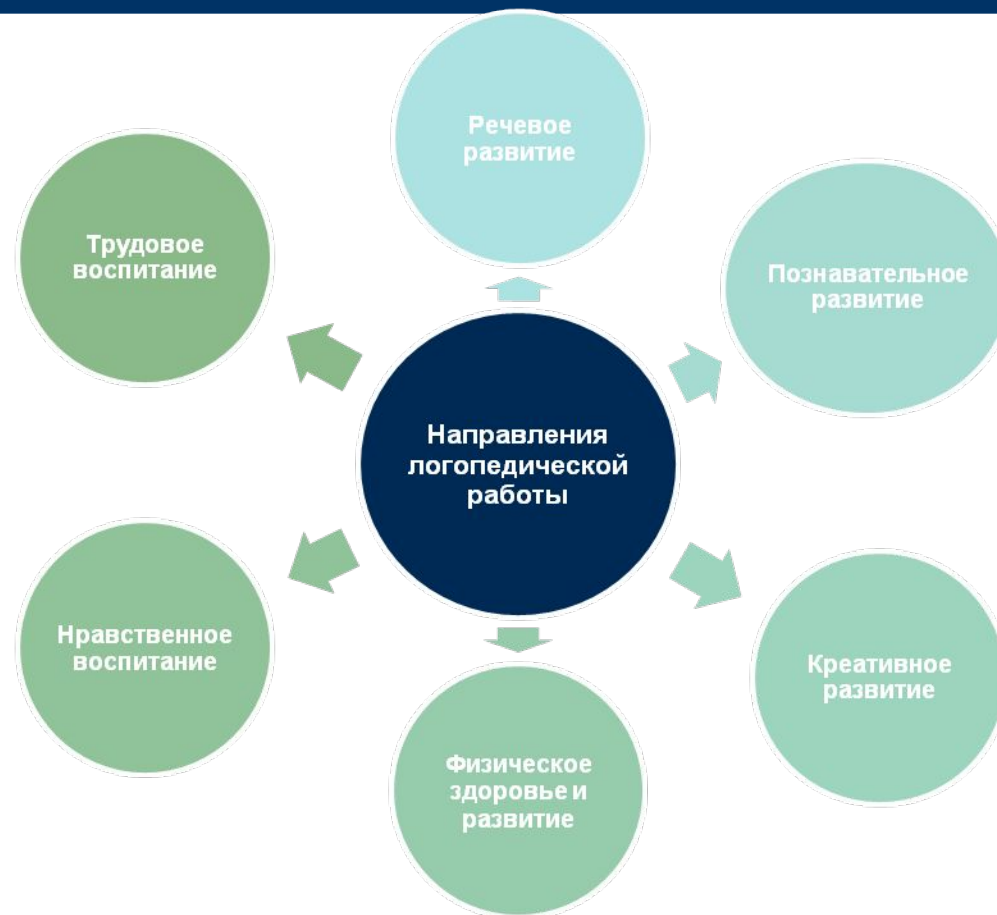 Речевое
развитие
Трудовое
воспитание
Познавательное
развитие
Направления
логопедической
работы
Нравственное
воспитание
Креативное
развитие
Физическое
здоровье и
развитие